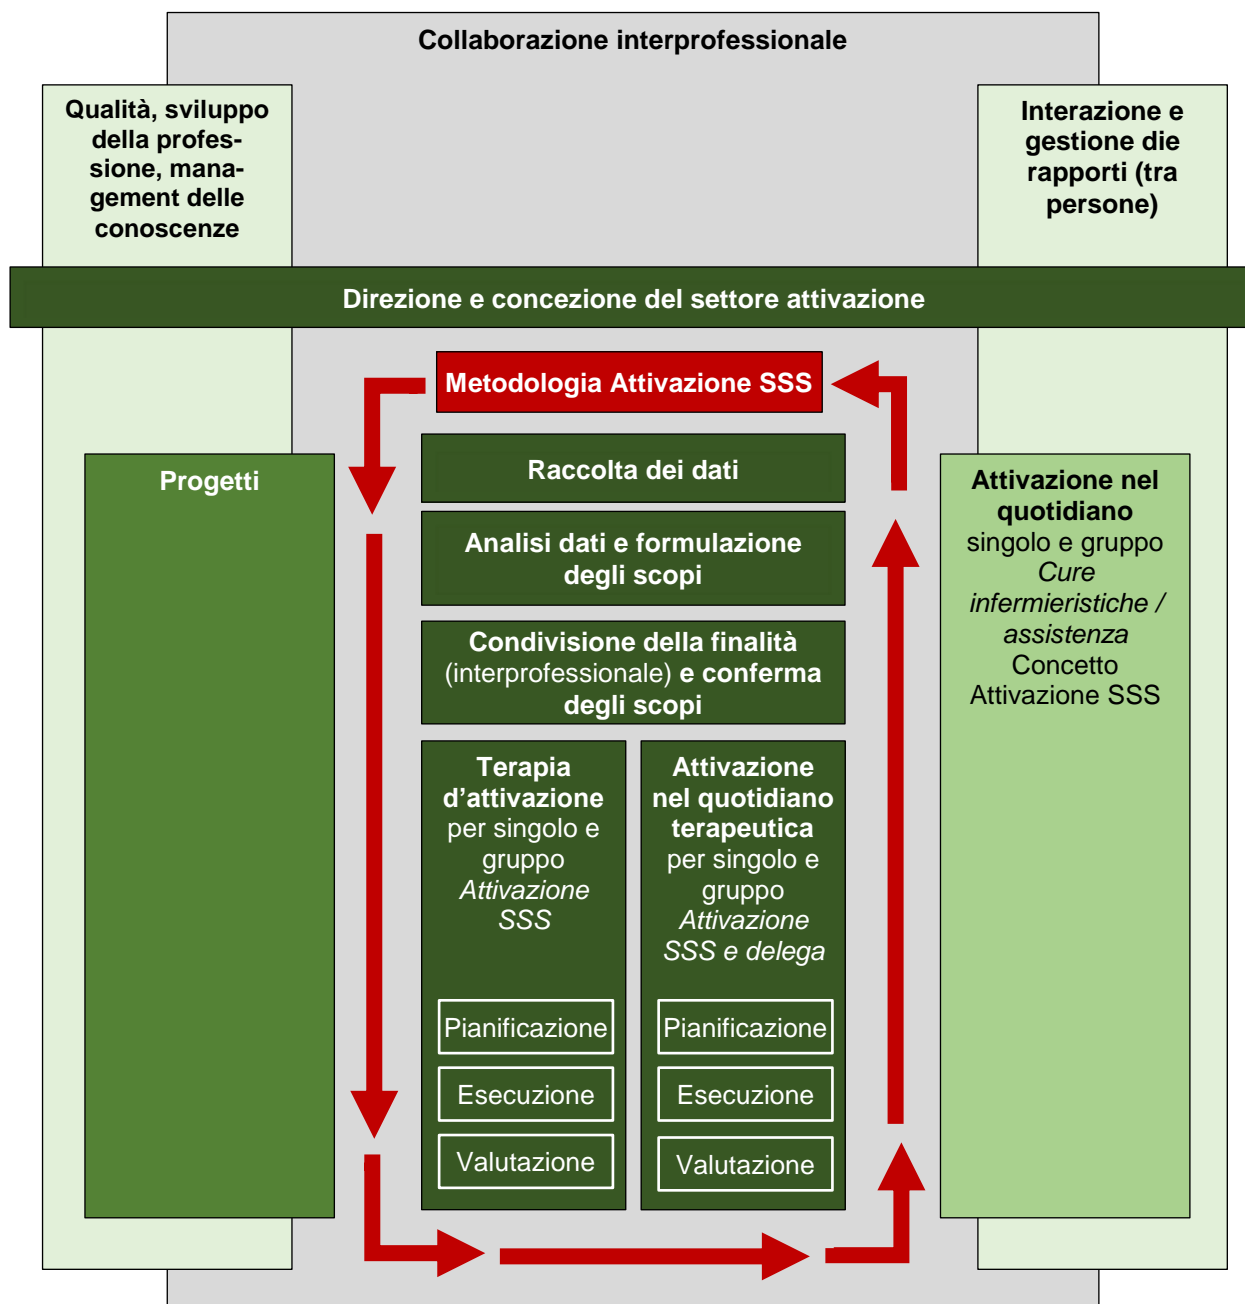 Collaborazione interprofessionale
Qualità, sviluppo
della profes-
sione, mana-
gement delle
conoscenze
Interazione e
gestione die
rapporti (tra
persone)
Direzione e concezione del settore attivazione
Metodologia Attivazione SSS
Progetti
Raccolta dei dati
Analisi dati e formulazione
degli scopi
Condivisione della finalità
(interprofessionale) e conferma
degli scopi
Terapia
d’attivazione
per singolo e
gruppo
Attivazione
SSS
Pianificazione
Esecuzione
Valutazione
Attivazione
nel quotidiano
terapeutica
per singolo e
gruppo
Attivazione
SSS e delega
Pianificazione
Esecuzione
Valutazione
Attivazione nel
quotidiano
singolo e gruppo
Cure
infermieristiche /
assistenza
Concetto
Attivazione SSS